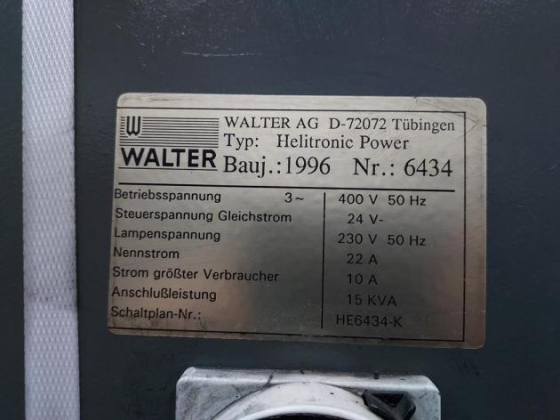 W
WALTER
WALTER AG D-72072 Tübingen
Typ: Helitronic Power
Bauj.: 1996 Nr.: 6434
Betriebsspannung 3~ 400 V 50 Hz
Steuerspannung Gleichstrom 24 V-
Lampenspannung 230 V 50 Hz
Nennstrom 22 A
Strom größter Verbraucher 10 A
Anschlußleistung 15 KVA
Schaltplan-Nr.: HE6434-K